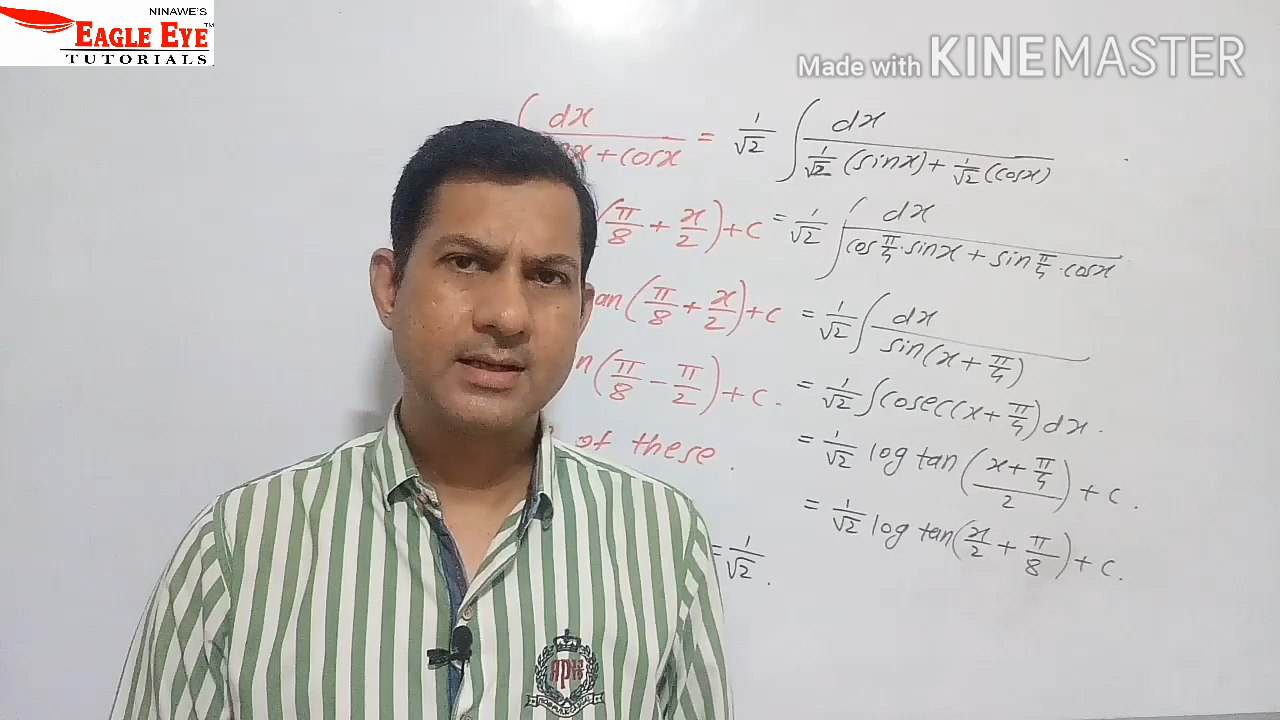 NINAWE'S
EAGLE EYE™
TUTORIALS
Made with KINEMASTER
∫ dx / x + cosx = 1/√2 ∫ dx / 1/√2 (sinx) + 1/√2 (cosx)
(π/8 + x/2) + c = 1/√2 ∫ dx / cos π/4 · sinx + sin π/4 · cosx
an(π/8 + x/2) + c = 1/√2 ∫ dx / sin(x + π/4)
n(π/8 − π/2) + c. = 1/√2 ∫ cosec(x + π/4) dx.
of these. = 1/√2 log tan (x + π/4 / 2) + c.
= 1/√2 log tan(x/2 + π/8) + c.
= 1/√2.